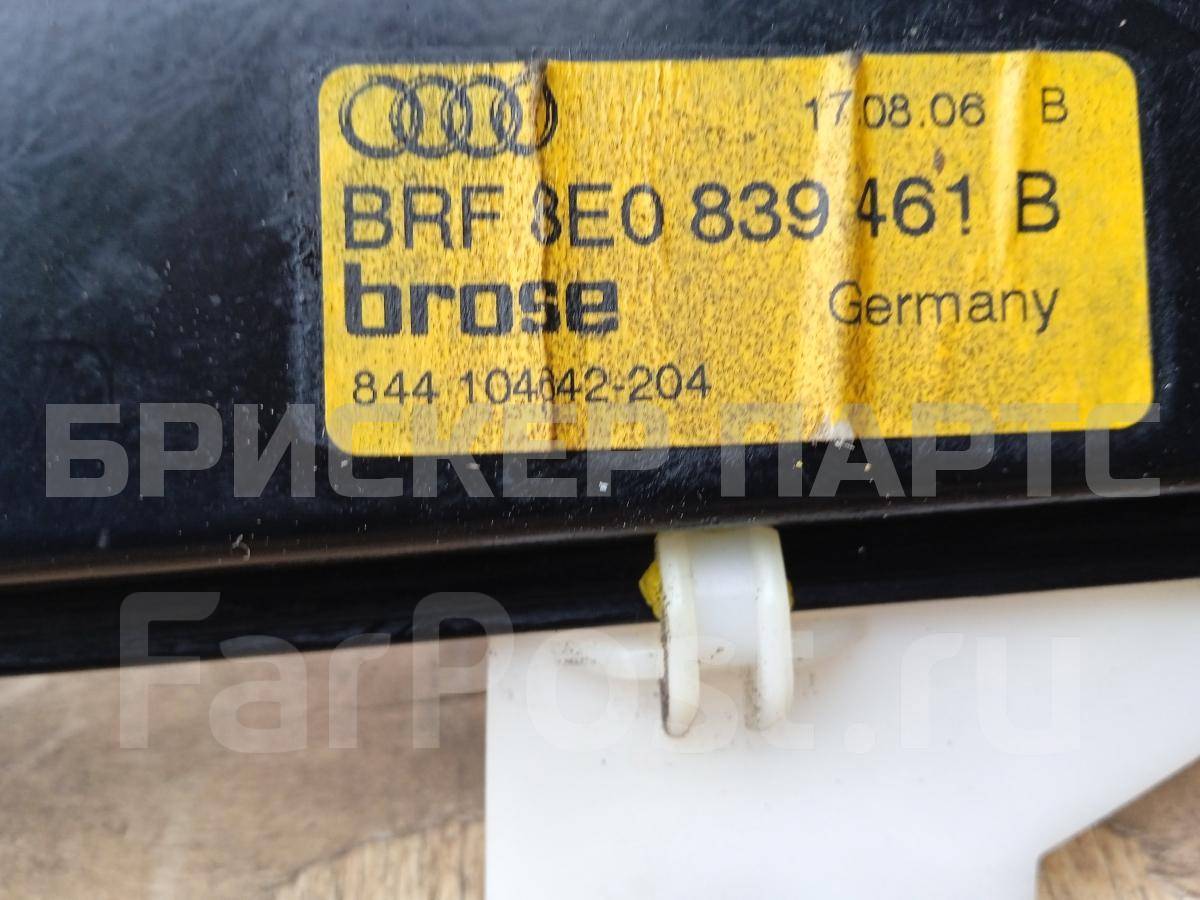 17.08.06 B
BRF 8E0 839 461 B
brose Germany
844 104642-204
БРИСКЕР ПАРТС
FarPost.ru